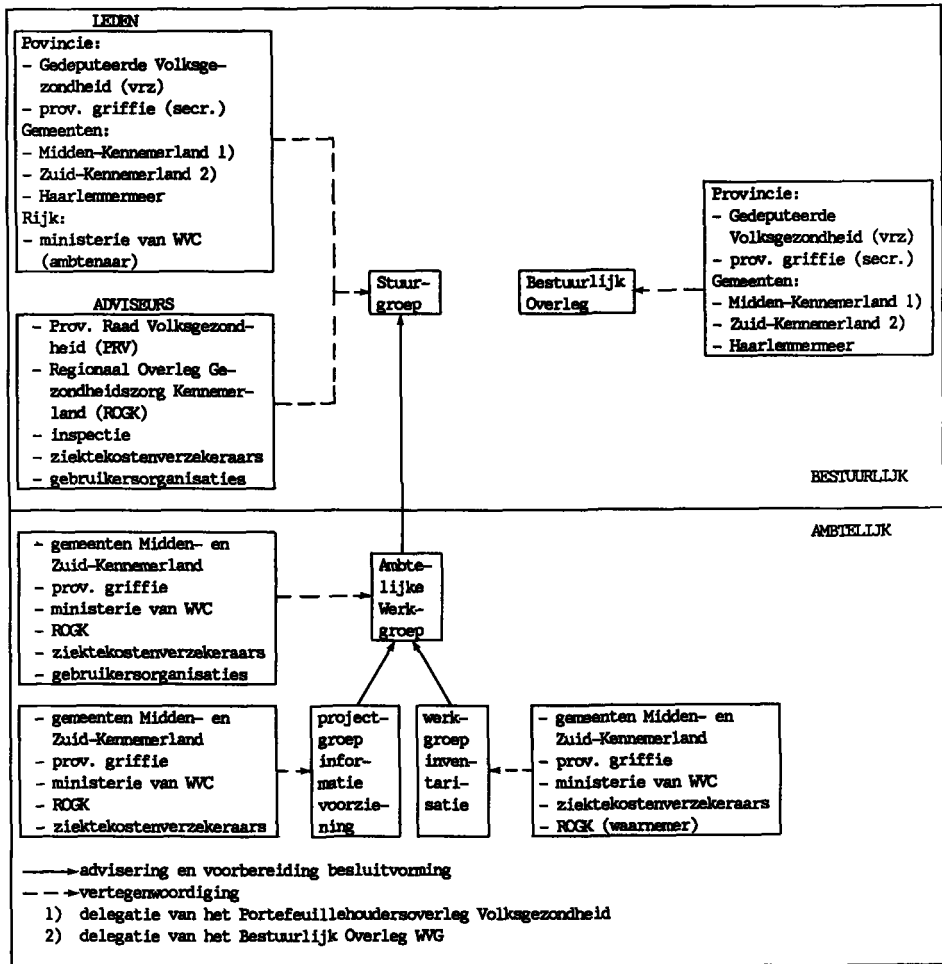 LEDEN
Povincie:
- Gedeputeerde Volksge-
zondheid (vrz)
- prov. griffie (secr.)
Gemeenten:
- Midden-Kennemerland 1)
- Zuid-Kennemerland 2)
- Haarlemmermeer
Rijk:
- ministerie van WVC
(ambtenaar)
ADVISEURS
- Prov. Raad Volksgezond-
heid (PRV)
- Regionaal Overleg Ge-
zondheidszorg Kennemer-
land (ROGK)
- inspectie
- ziektekostenverzekeraars
- gebruikersorganisaties
Stuur-
groep
Bestuurlijk
Overleg
Provincie:
- Gedeputeerde
Volksgezondheid (vrz)
- prov. griffie (secr.)
Gemeenten:
- Midden-Kennemerland 1)
- Zuid-Kennemerland 2)
- Haarlemmermeer
BESTUURLIJK
AMBTELIJK
- gemeenten Midden- en
Zuid-Kennemerland
- prov. griffie
- ministerie van WVC
- ROGK
- ziektekostenverzekeraars
- gebruikersorganisaties
Ambte-
lijke
Werk-
groep
- gemeenten Midden- en
Zuid-Kennemerland
- prov. griffie
- ministerie van WVC
- ROGK
- ziektekostenverzekeraars
project-
groep
infor-
matie
voorzie-
ning
werk-
groep
inven-
tari-
satie
- gemeenten Midden- en
Zuid-Kennemerland
- prov. griffie
- ministerie van WVC
- ziektekostenverzekeraars
- ROGK (waarnemer)
advisering en voorbereiding besluitvorming
vertegenwoordiging
1) delegatie van het Portefeuillehoudersoverleg Volksgezondheid
2) delegatie van het Bestuurlijk Overleg WVG